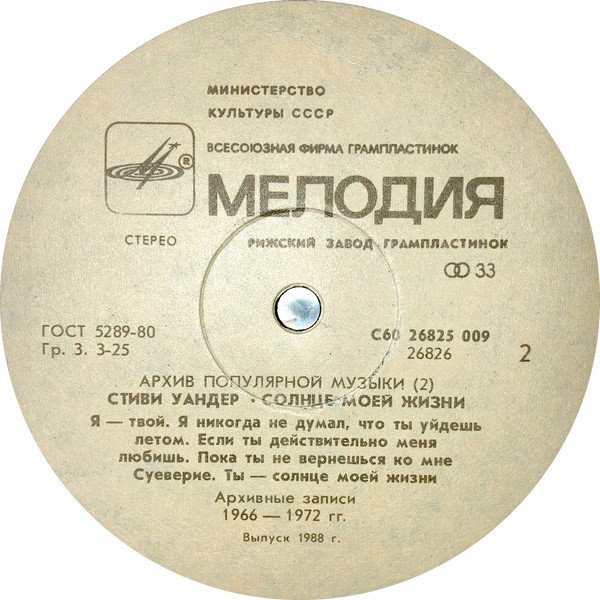 МИНИСТЕРСТВО
КУЛЬТУРЫ СССР
ВСЕСОЮЗНАЯ ФИРМА ГРАМПЛАСТИНОК
®
МЕЛОДИЯ
СТЕРЕО
РИЖСКИЙ ЗАВОД ГРАМПЛАСТИНОК
33
ГОСТ 5289-80
С60 26825 009
Гр. 3. 3-25
26826
2
АРХИВ ПОПУЛЯРНОЙ МУЗЫКИ (2)
СТИВИ УАНДЕР · СОЛНЦЕ МОЕЙ ЖИЗНИ
Я — твой. Я никогда не думал, что ты уйдешь
летом. Если ты действительно меня
любишь. Пока ты не вернешься ко мне
Суеверие. Ты — солнце моей жизни
Архивные записи
1966 — 1972 гг.
Выпуск 1988 г.